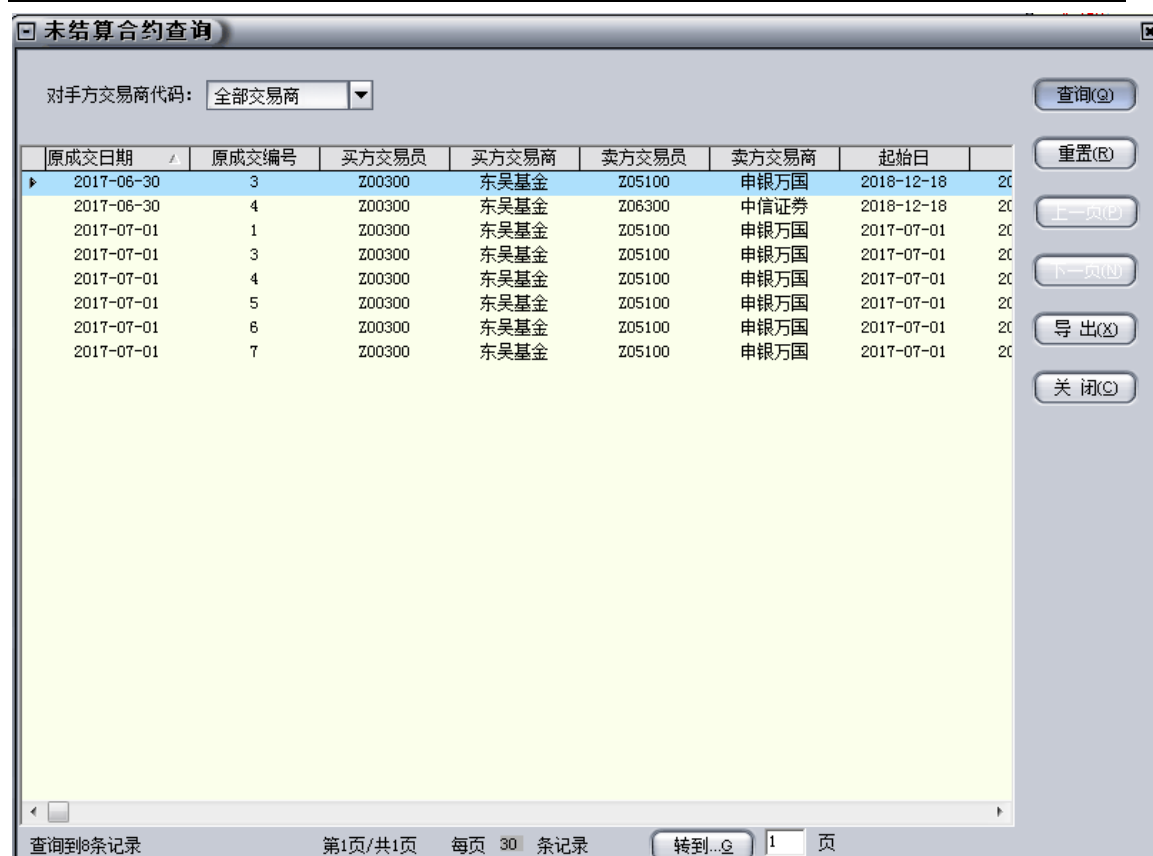 未结算合约查询
对手方交易商代码: 全部交易商 查询(Q)
原成交日期 原成交编号 买方交易员 买方交易商 卖方交易员 卖方交易商 起始日 重置(R)
2017-06-30 3 Z00300 东吴基金 Z05100 申银万国 2018-12-18 20
2017-06-30 4 Z00300 东吴基金 Z06300 中信证券 2018-12-18 20
上一页(P)
2017-07-01 1 Z00300 东吴基金 Z05100 申银万国 2017-07-01 20
2017-07-01 3 Z00300 东吴基金 Z05100 申银万国 2017-07-01 20
下一页(N)
2017-07-01 4 Z00300 东吴基金 Z05100 申银万国 2017-07-01 20
2017-07-01 5 Z00300 东吴基金 Z05100 申银万国 2017-07-01 20
2017-07-01 6 Z00300 东吴基金 Z05100 申银万国 2017-07-01 20
导 出(X)
2017-07-01 7 Z00300 东吴基金 Z05100 申银万国 2017-07-01 20
关 闭(C)
查询到8条记录 第1页/共1页 每页 30 条记录 转到...G 1 页